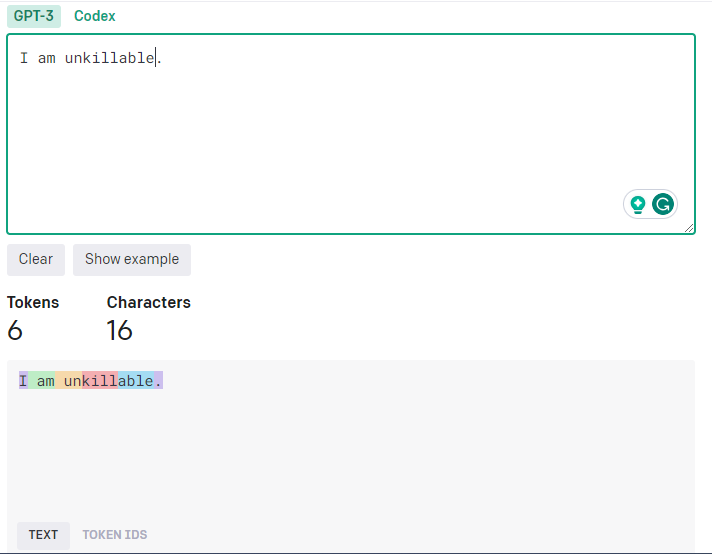 GPT-3 Codex
I am unkillable.
Clear Show example
Tokens Characters
6 16
I am unkillable.
TEXT TOKEN IDS